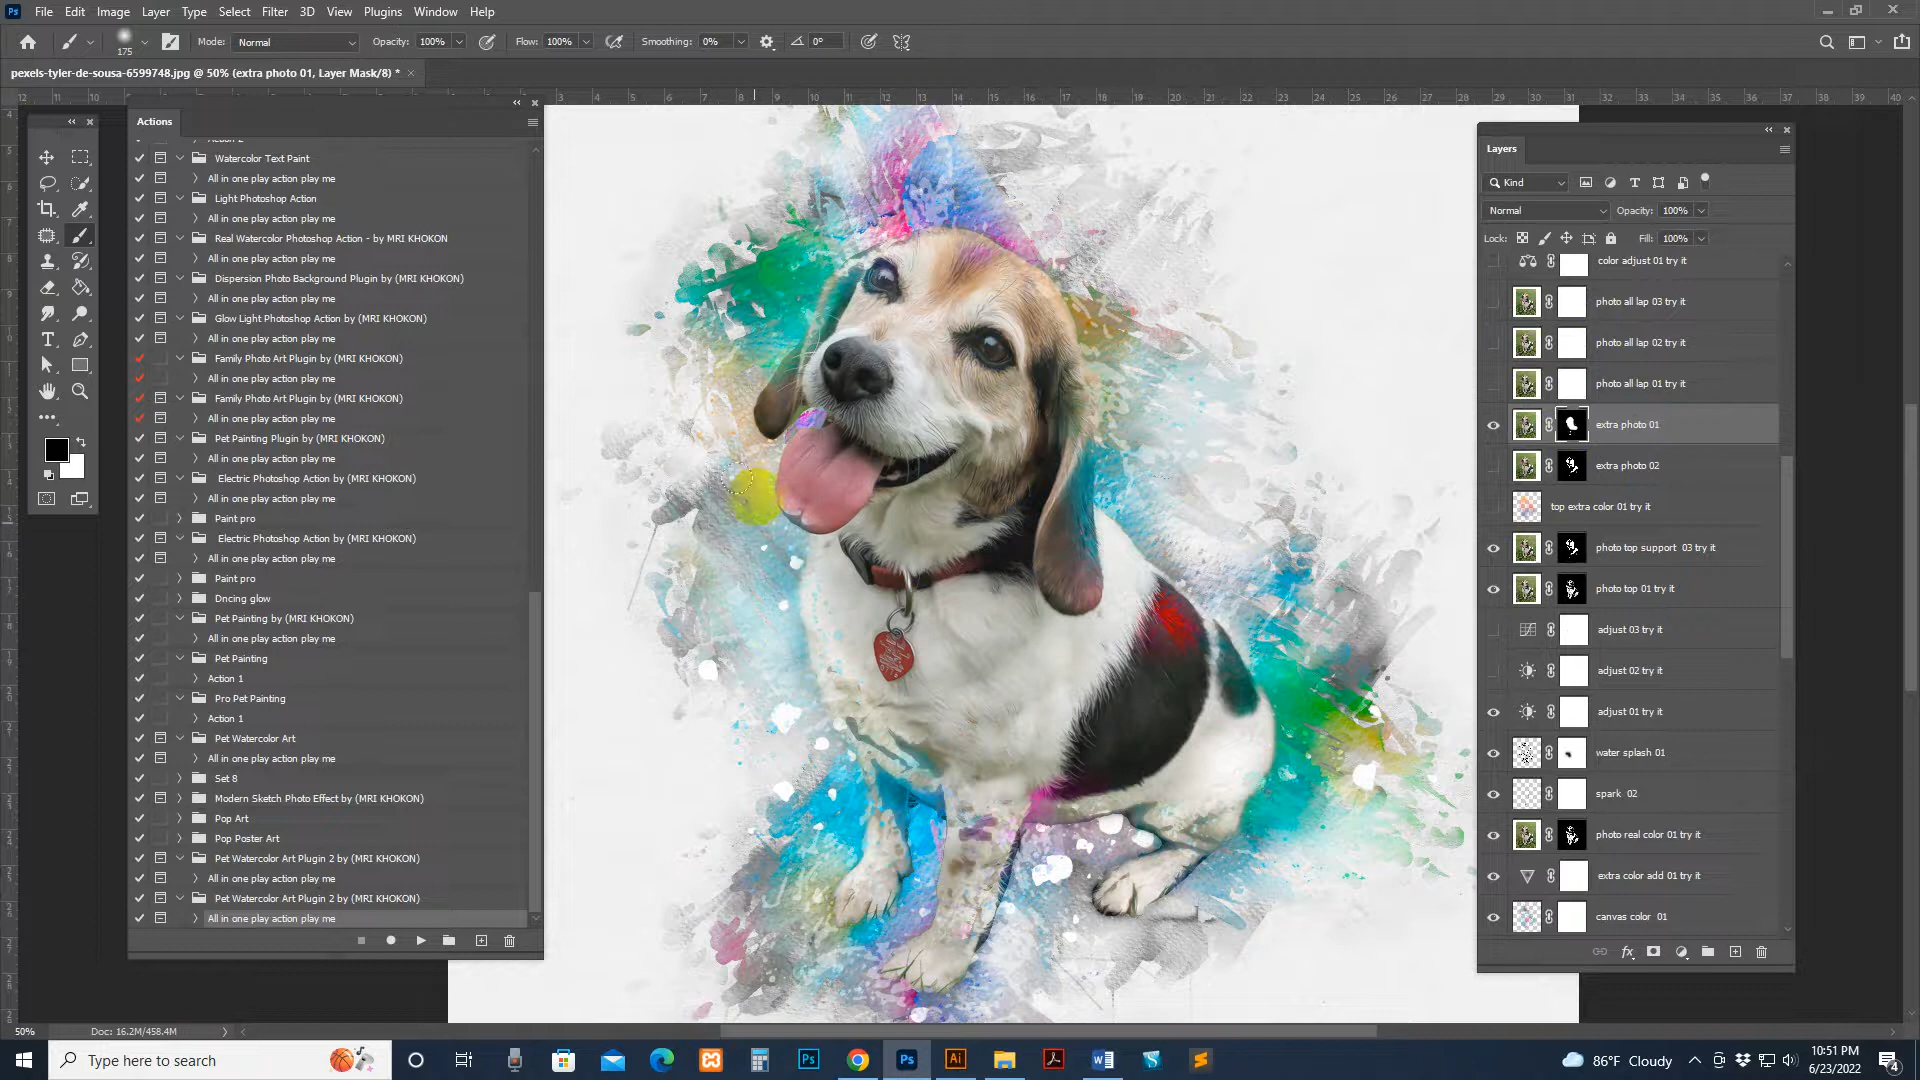 File Edit Image Layer Type Select Filter 3D View Plugins Window Help
175 Mode: Normal Opacity: 100% Flow: 100% Smoothing: 0% 0°
pexels-tyler-de-sousa-6599748.jpg @ 50% (extra photo 01, Layer Mask/8) *
Actions
Watercolor Text Paint
All in one play action play me
Light Photoshop Action
All in one play action play me
Real Watercolor Photoshop Action - by MRI KHOKON
All in one play action play me
Dispersion Photo Background Plugin by (MRI KHOKON)
All in one play action play me
Glow Light Photoshop Action by (MRI KHOKON)
All in one play action play me
Family Photo Art Plugin by (MRI KHOKON)
All in one play action play me
Family Photo Art Plugin by (MRI KHOKON)
All in one play action play me
Pet Painting Plugin by (MRI KHOKON)
All in one play action play me
Electric Photoshop Action by (MRI KHOKON)
All in one play action play me
Paint pro
Electric Photoshop Action by (MRI KHOKON)
All in one play action play me
Paint pro
Dncing glow
Pet Painting by (MRI KHOKON)
All in one play action play me
Pet Painting
Action 1
Pro Pet Painting
Action 1
Pet Watercolor Art
All in one play action play me
Set 8
Modern Sketch Photo Effect by (MRI KHOKON)
Pop Art
Pop Poster Art
Pet Watercolor Art Plugin 2 by (MRI KHOKON)
All in one play action play me
Pet Watercolor Art Plugin 2 by (MRI KHOKON)
All in one play action play me
Layers
Kind
Normal Opacity: 100%
Lock: Fill: 100%
color adjust 01 try it
photo all lap 03 try it
photo all lap 02 try it
photo all lap 01 try it
extra photo 01
extra photo 02
top extra color 01 try it
photo top support 03 try it
photo top 01 try it
adjust 03 try it
adjust 02 try it
adjust 01 try it
water splash 01
spark 02
photo real color 01 try it
extra color add 01 try it
canvas color 01
50% Doc: 16.2M/458.4M
Type here to search
86°F Cloudy
10:51 PM
6/23/2022
4